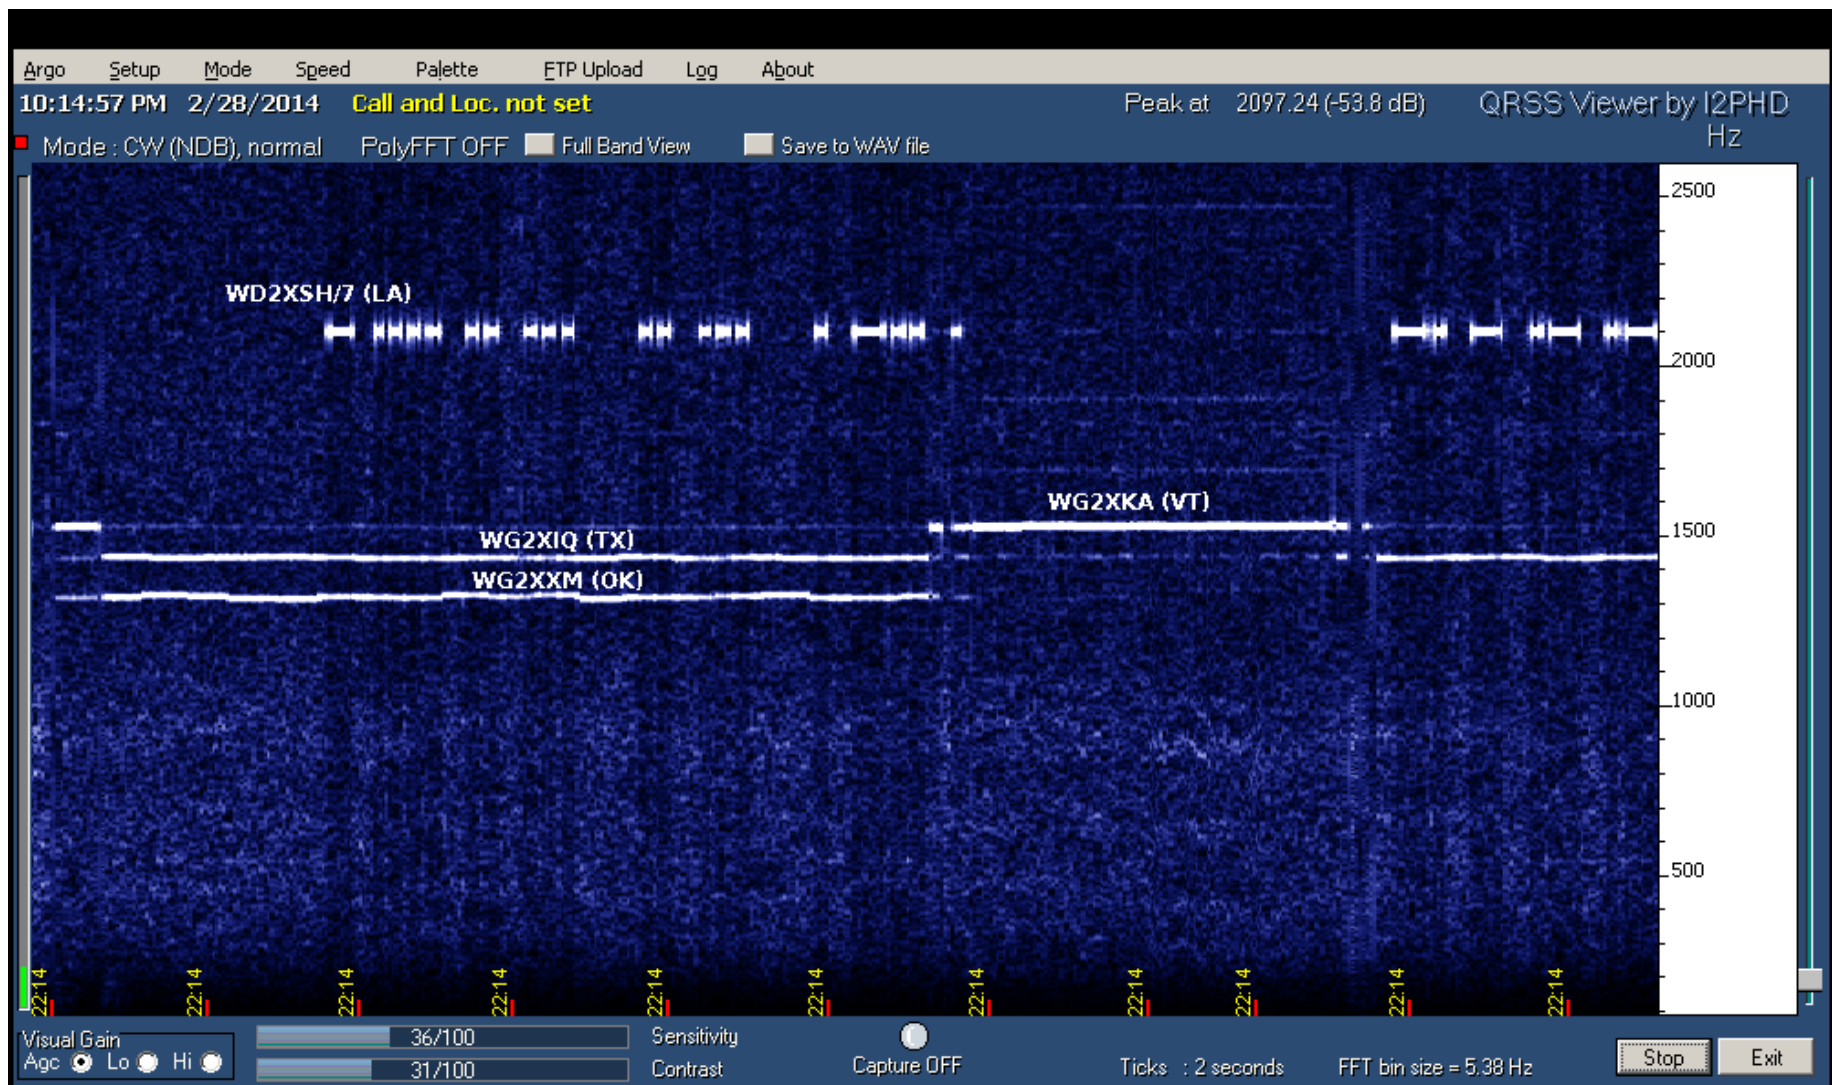 Argo Setup Mode Speed Palette FTP Upload Log About
10:14:57 PM 2/28/2014 Call and Loc. not set Peak at 2097.24 (-53.8 dB) QRSS Viewer by I2PHD
Mode : CW (NDB), normal PolyFFT OFF Full Band View Save to WAV file Hz
2500
WD2XSH/7 (LA)
2000
WG2XKA (VT)
1500
WG2XIQ (TX)
WG2XXM (OK)
1000
500
22:14 22:14 22:14 22:14 22:14 22:14 22:14 22:14 22:14 22:14 22:14
Visual Gain 36/100 Sensitivity
Agc Lo Hi 31/100 Contrast Capture OFF Ticks : 2 seconds FFT bin size = 5.38 Hz Stop Exit